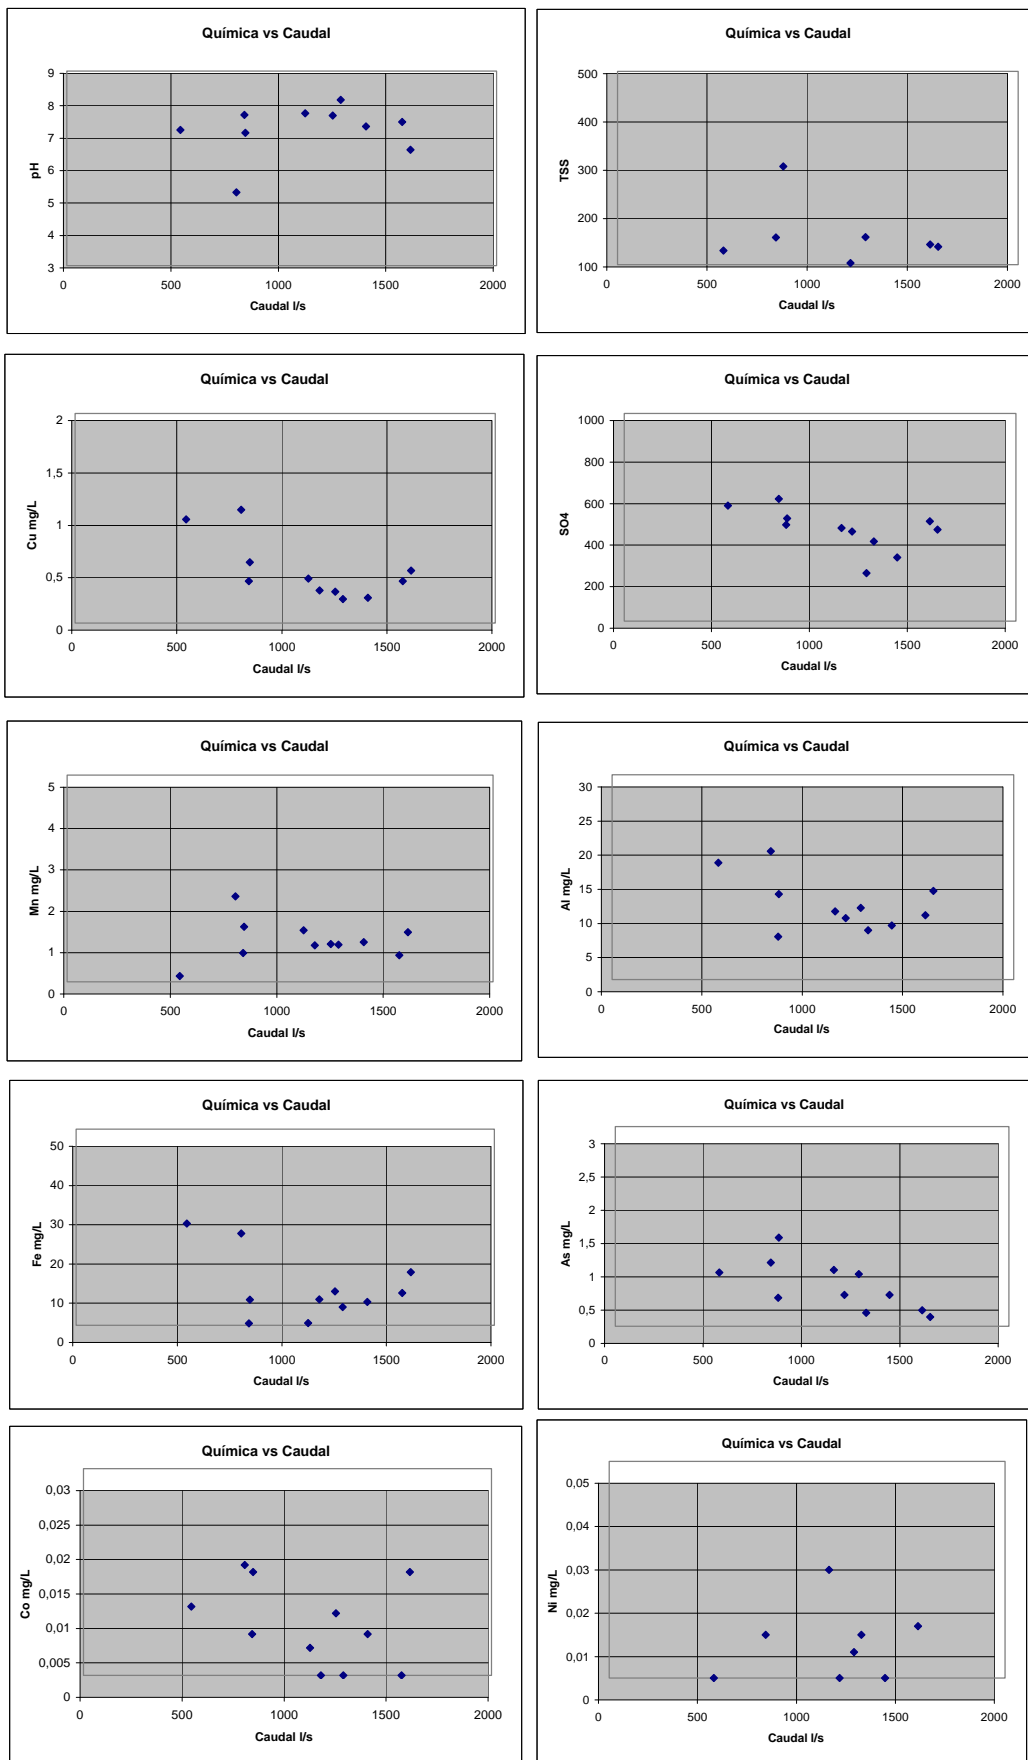 Química vs Caudal
9
8
7
6
5
4
3
pH
0 500 1000 1500 2000
Caudal l/s
Química vs Caudal
500
400
300
200
100
TSS
0 500 1000 1500 2000
Caudal l/s
Química vs Caudal
2
1,5
1
0,5
0
Cu mg/L
0 500 1000 1500 2000
Caudal l/s
Química vs Caudal
1000
800
600
400
200
0
SO4
0 500 1000 1500 2000
Caudal l/s
Química vs Caudal
5
4
3
2
1
0
Mn mg/L
0 500 1000 1500 2000
Caudal l/s
Química vs Caudal
30
25
20
15
10
5
0
Al mg/L
0 500 1000 1500 2000
Caudal l/s
Química vs Caudal
50
40
30
20
10
0
Fe mg/L
0 500 1000 1500 2000
Caudal l/s
Química vs Caudal
3
2,5
2
1,5
1
0,5
0
As mg/L
0 500 1000 1500 2000
Caudal l/s
Química vs Caudal
0,03
0,025
0,02
0,015
0,01
0,005
0
Co mg/L
0 500 1000 1500 2000
Caudal l/s
Química vs Caudal
0,05
0,04
0,03
0,02
0,01
0
Ni mg/L
0 500 1000 1500 2000
Caudal l/s